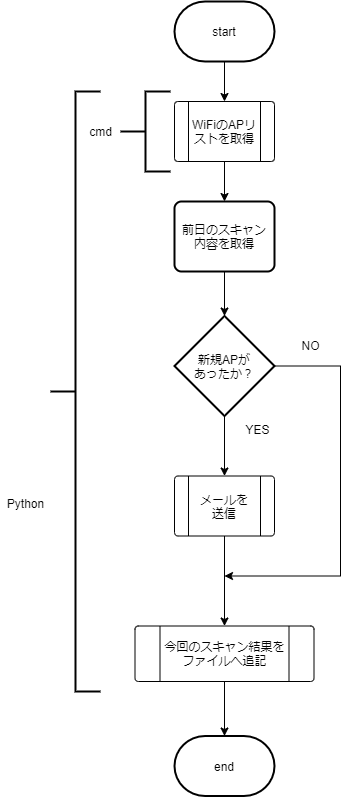 start
cmd
WiFiのAPリ
ストを取得
前日のスキャン
内容を取得
新規APが
あったか？
NO
YES
Python
メールを
送信
今回のスキャン結果を
ファイルへ追記
end